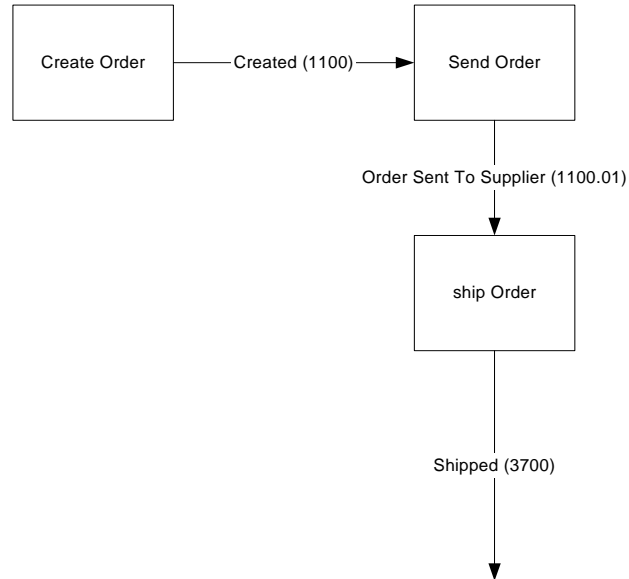 Create Order
Created (1100)
Send Order
Order Sent To Supplier (1100.01)
ship Order
Shipped (3700)